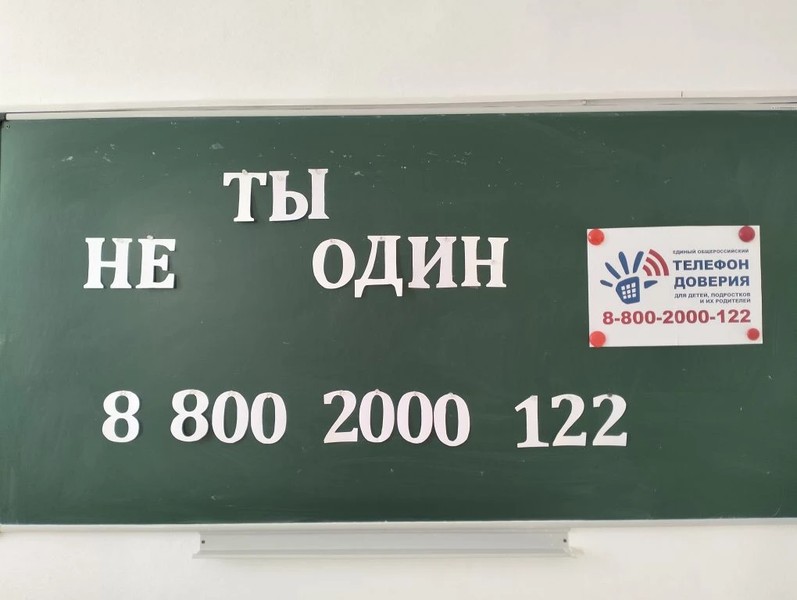 ТЫ
НЕ ОДИН
8 800 2000 122
ЕДИНЫЙ ОБЩЕРОССИЙСКИЙ
ТЕЛЕФОН
ДОВЕРИЯ
ДЛЯ ДЕТЕЙ, ПОДРОСТКОВ
И ИХ РОДИТЕЛЕЙ
8-800-2000-122